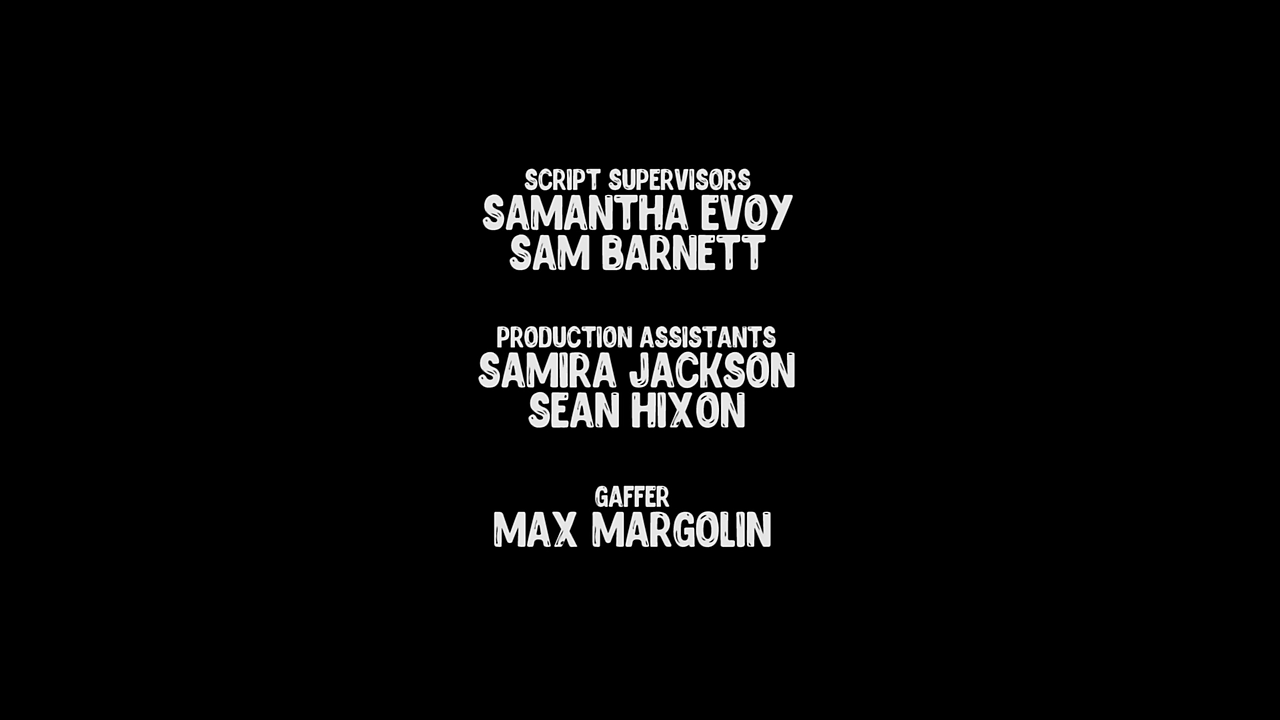 SCRIPT SUPERVISORS
SAMANTHA EVOY
SAM BARNETT
PRODUCTION ASSISTANTS
SAMIRA JACKSON
SEAN HIXON
GAFFER
MAX MARGOLIN